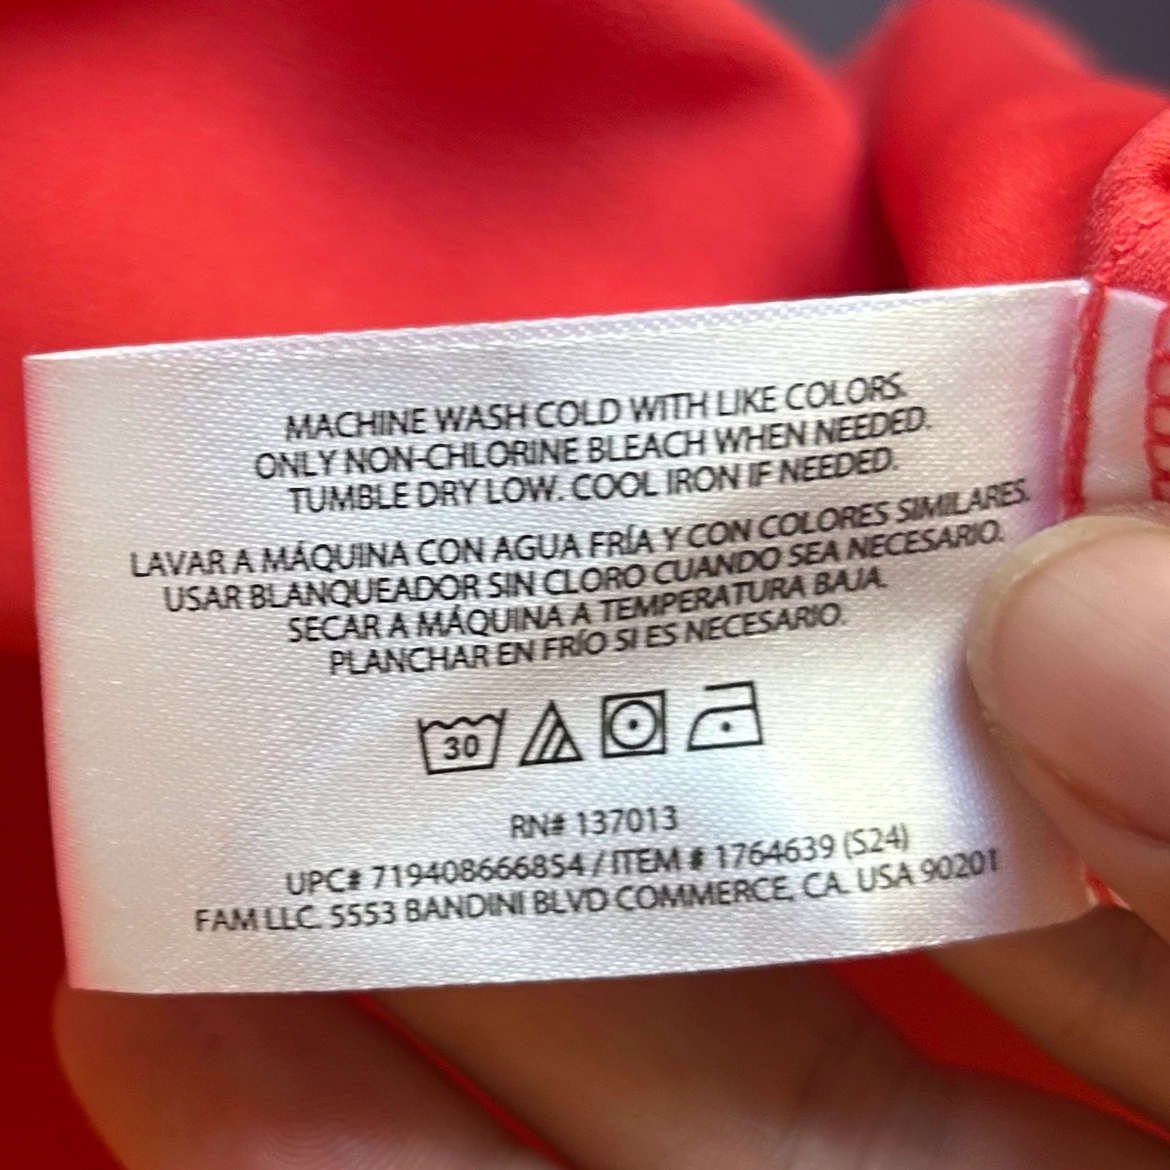 MACHINE WASH COLD WITH LIKE COLORS.
ONLY NON-CHLORINE BLEACH WHEN NEEDED.
TUMBLE DRY LOW. COOL IRON IF NEEDED.
LAVAR A MÁQUINA CON AGUA FRÍA Y CON COLORES SIMILARES.
USAR BLANQUEADOR SIN CLORO CUANDO SEA NECESARIO.
SECAR A MÁQUINA A TEMPERATURA BAJA.
PLANCHAR EN FRÍO SI ES NECESARIO.
30
RN# 137013
UPC# 719408666854 / ITEM # 1764639 (S24)
FAM LLC. 5553 BANDINI BLVD COMMERCE, CA. USA 90201